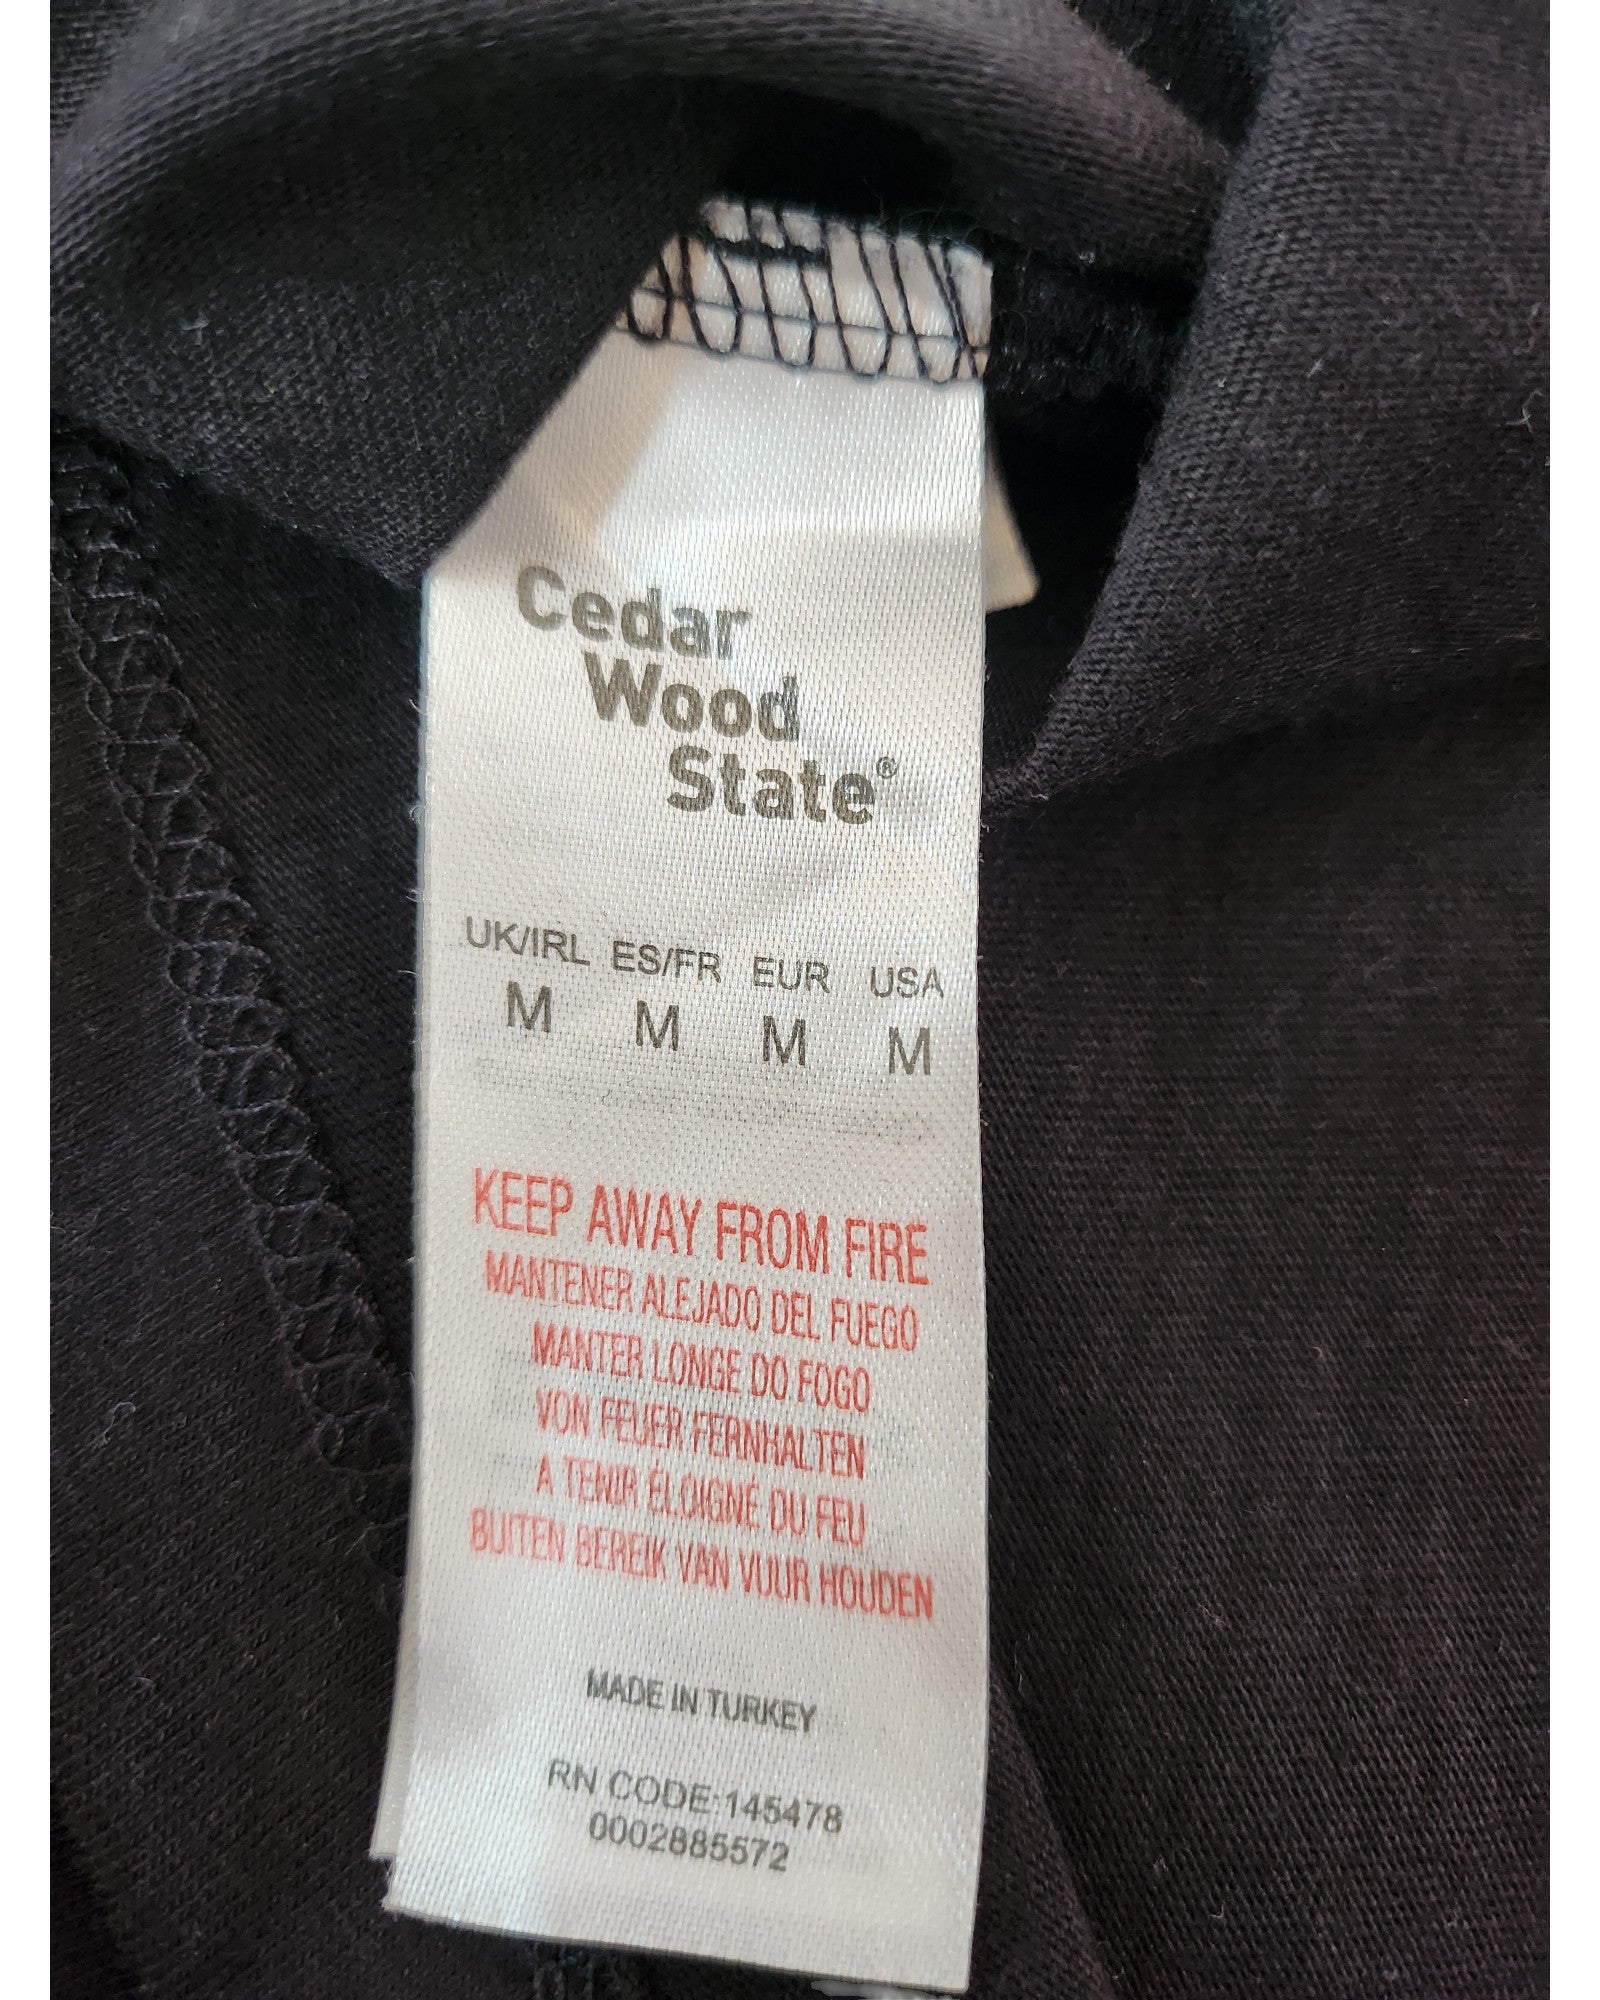 Cedar
Wood
State®
UK/IRL ES/FR EUR USA
M M M M
KEEP AWAY FROM FIRE
MANTENER ALEJADO DEL FUEGO
MANTER LONGE DO FOGO
VON FEUER FERNHALTEN
A TENIR ÉLOIGNÉ DU FEU
BUITEN BEREIK VAN VUUR HOUDEN
MADE IN TURKEY
RN CODE:145478
0002885572